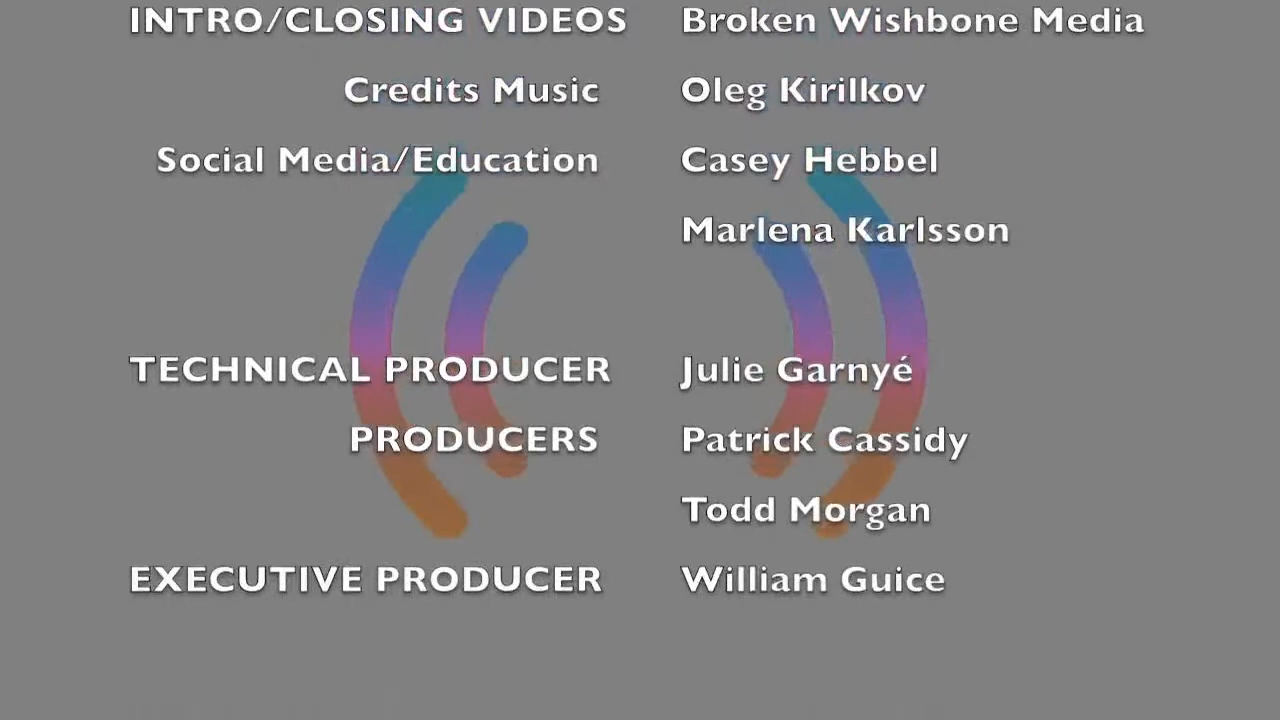 INTRO/CLOSING VIDEOS Broken Wishbone Media
Credits Music Oleg Kirilkov
Social Media/Education Casey Hebbel
Marlena Karlsson
TECHNICAL PRODUCER Julie Garnyé
PRODUCERS Patrick Cassidy
Todd Morgan
EXECUTIVE PRODUCER William Guice